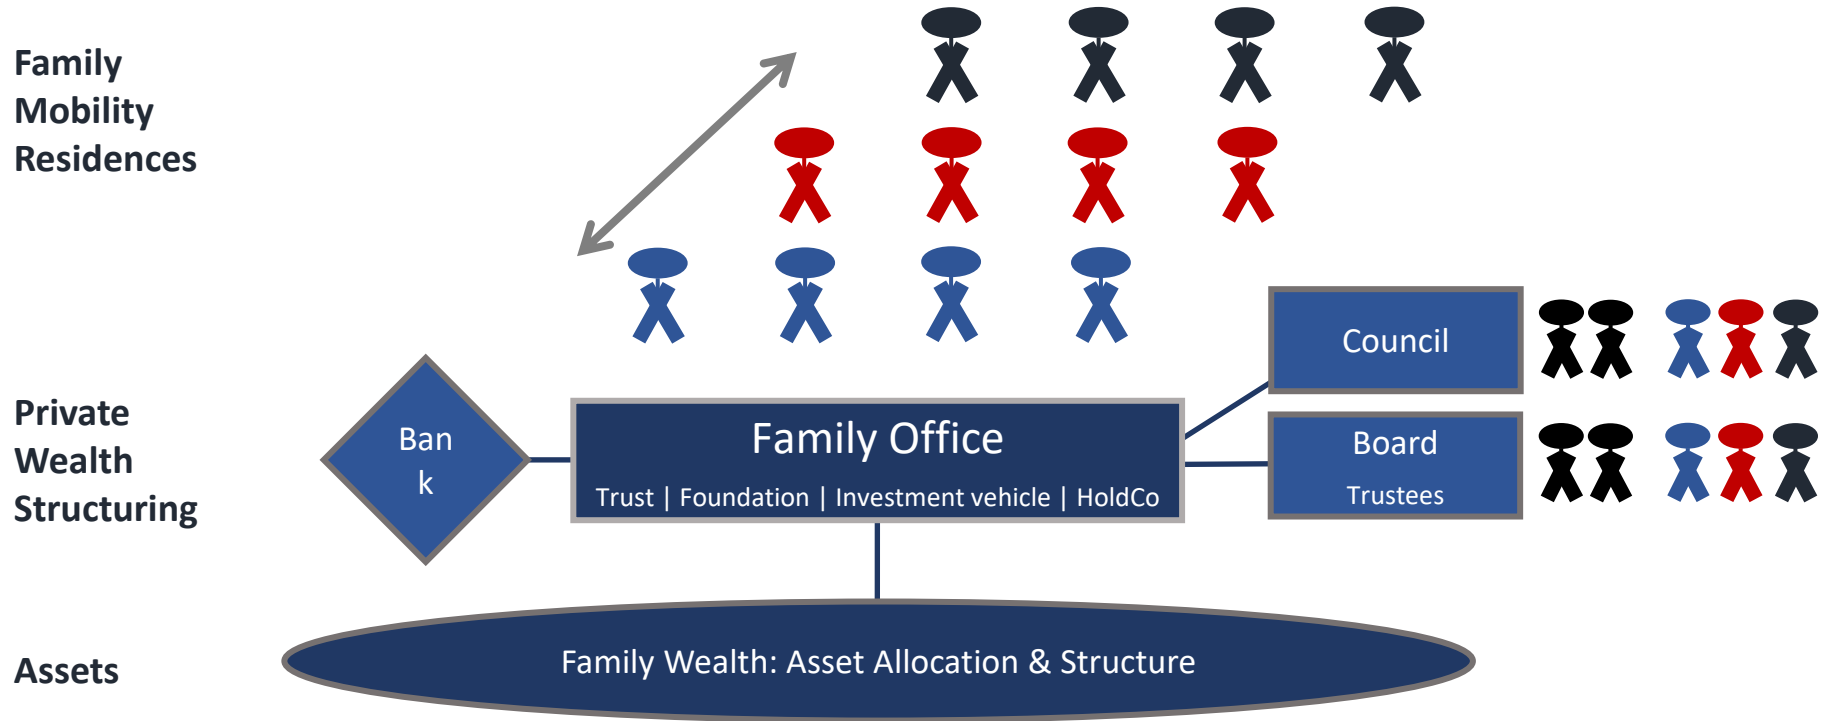 Family
Mobility
Residences
Council
Private
Wealth
Structuring
Ban
k
Family Office
Trust | Foundation | Investment vehicle | HoldCo
Board
Trustees
Assets
Family Wealth: Asset Allocation & Structure